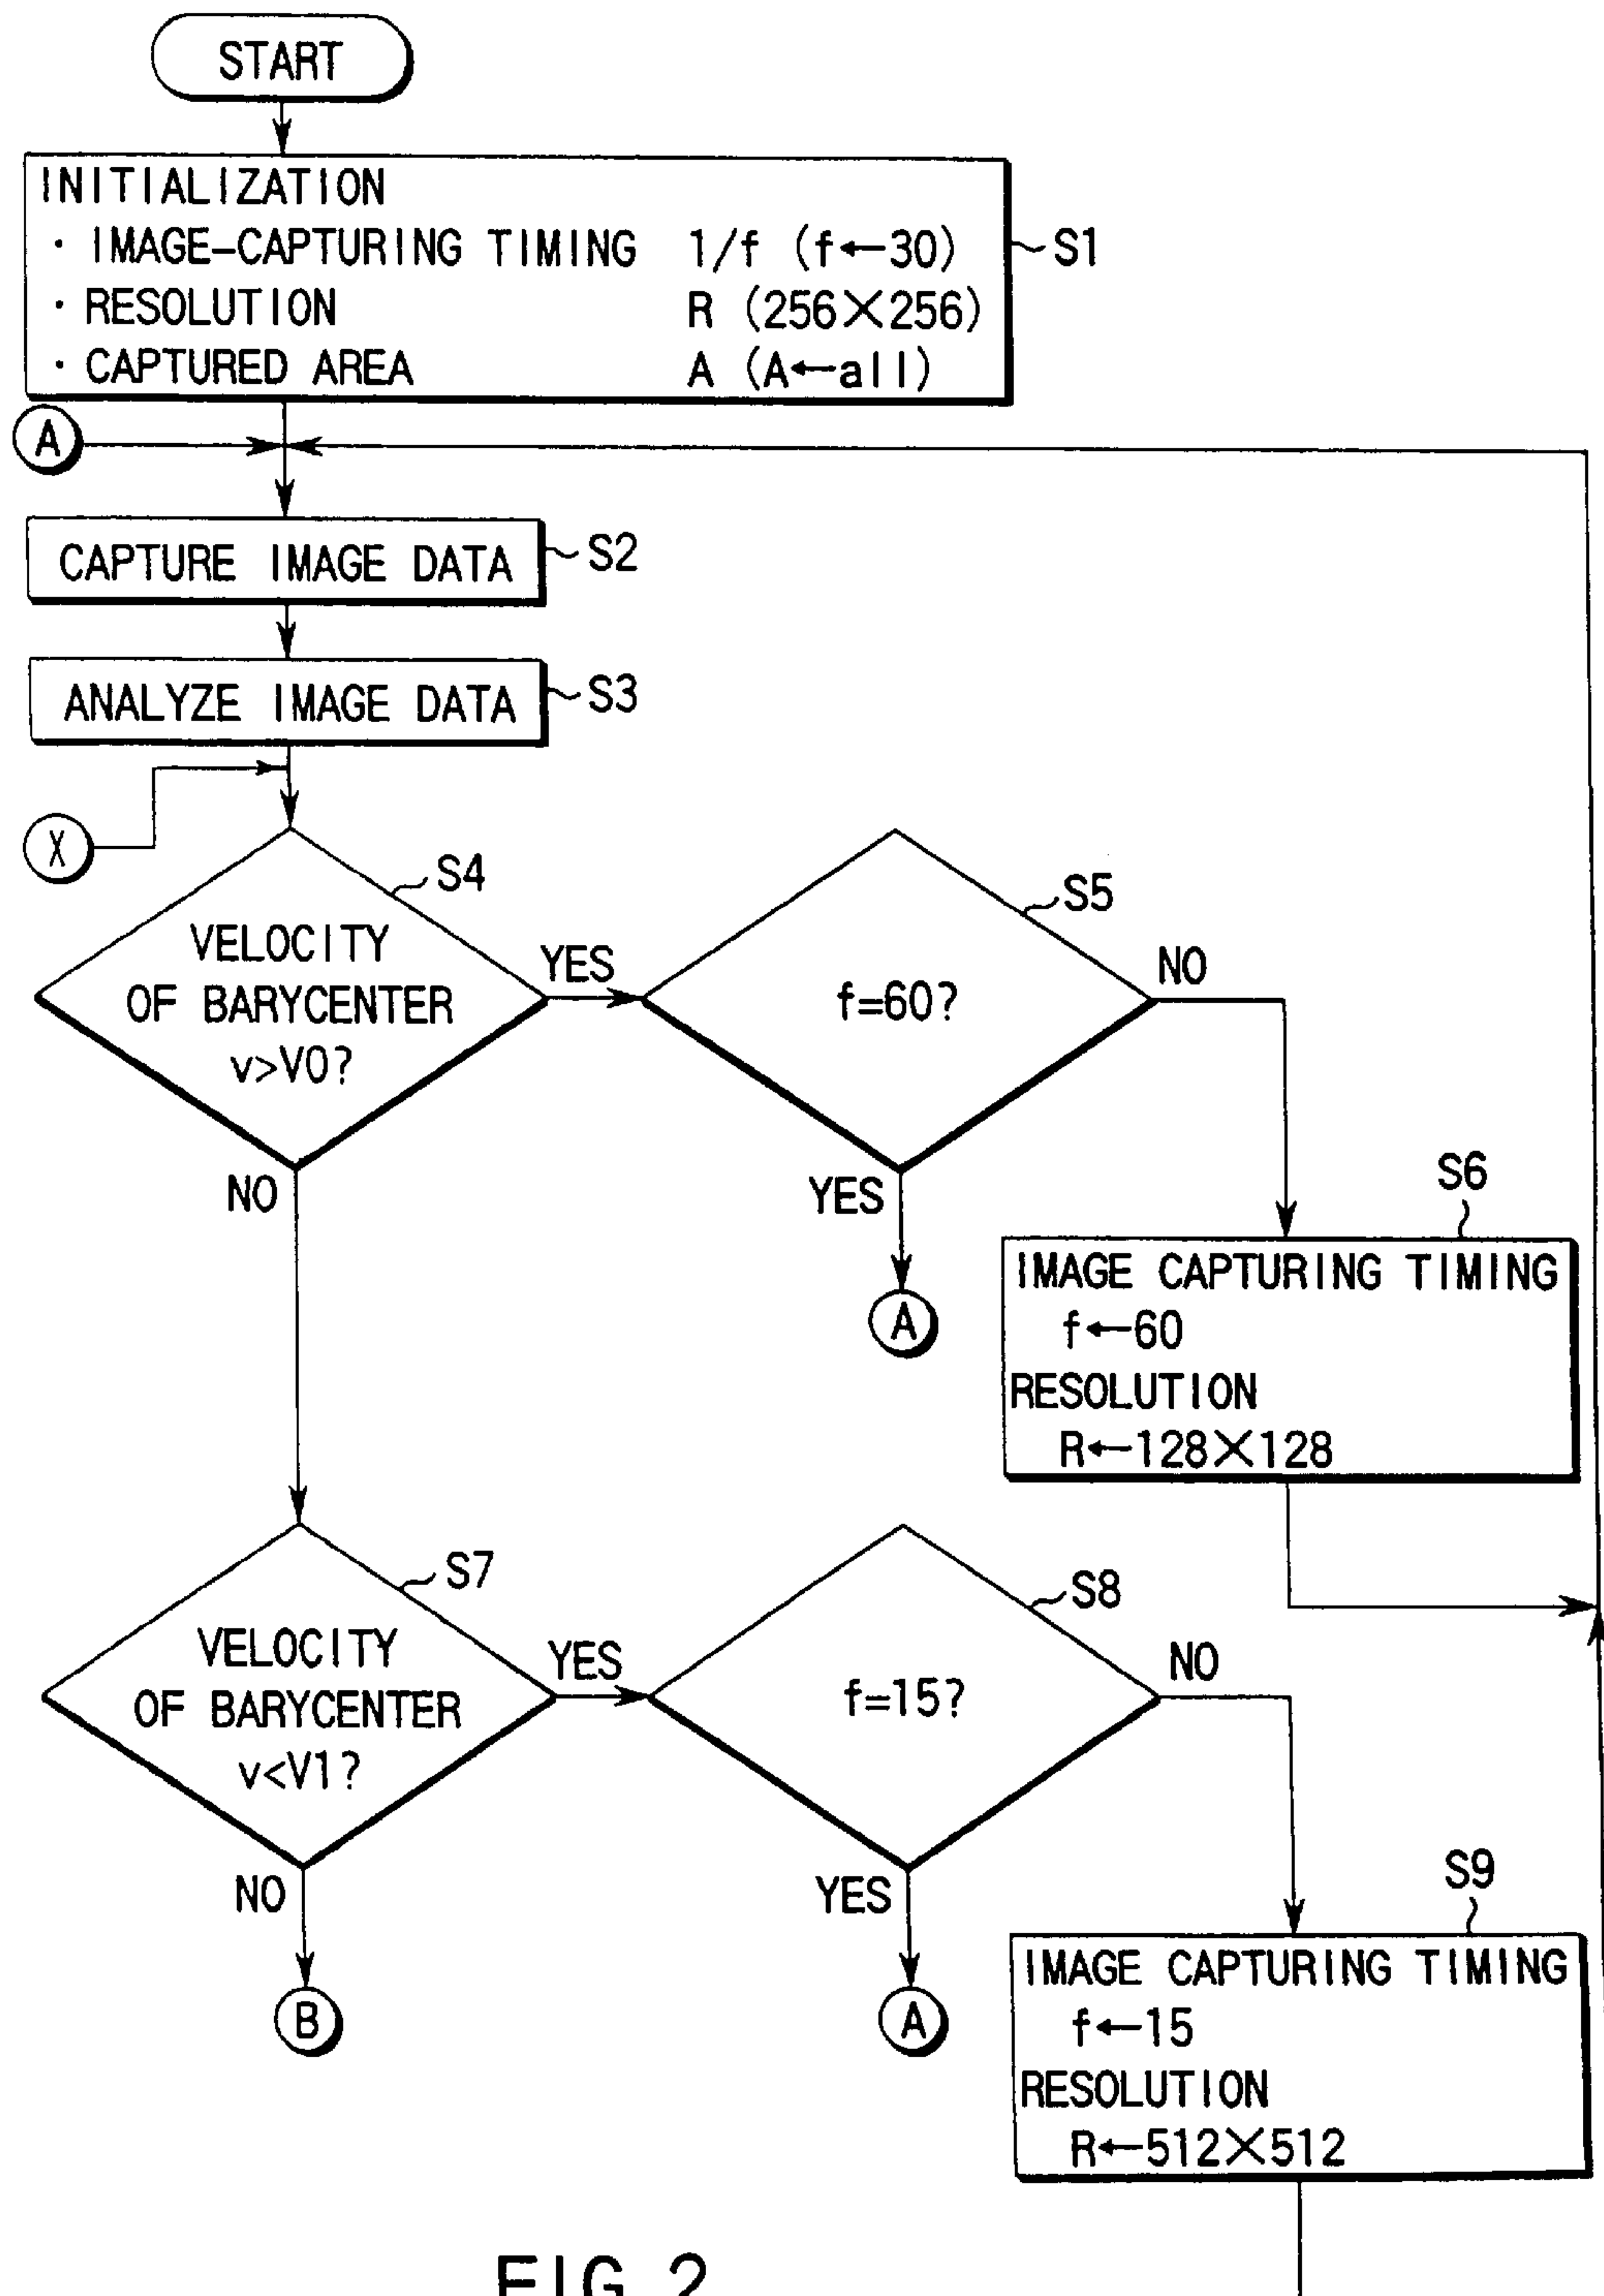 START
INITIALIZATION
· IMAGE-CAPTURING TIMING 1/f (f←30)
· RESOLUTION R (256×256)
· CAPTURED AREA A (A←all)
S1
A
CAPTURE IMAGE DATA
S2
ANALYZE IMAGE DATA
S3
X
S4
VELOCITY
OF BARYCENTER
v>V0?
YES
NO
S5
f=60?
NO
YES
A
S6
IMAGE CAPTURING TIMING
f←60
RESOLUTION
R←128×128
S7
VELOCITY
OF BARYCENTER
v<V1?
YES
NO
B
S8
f=15?
NO
YES
A
S9
IMAGE CAPTURING TIMING
f←15
RESOLUTION
R←512×512
FIG. 2